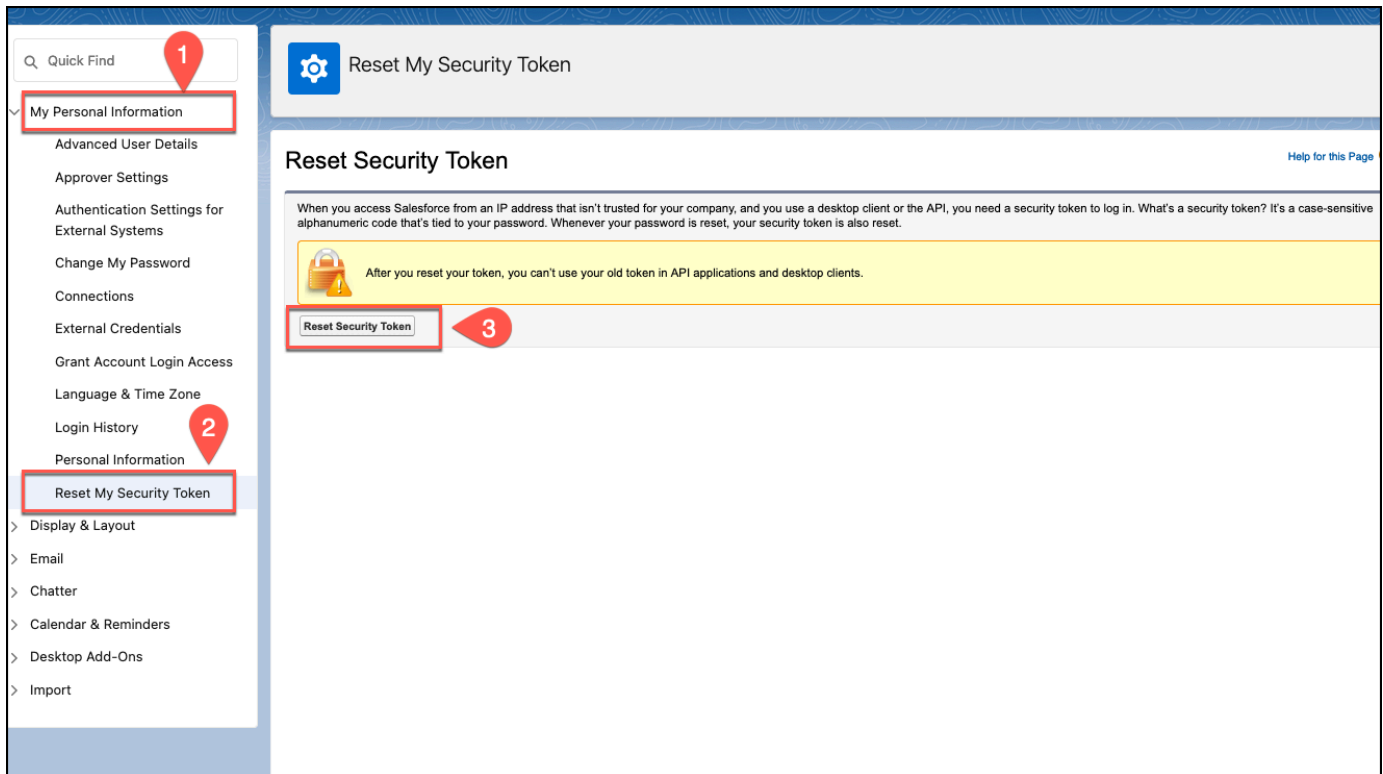 Quick Find
1
My Personal Information
Advanced User Details
Approver Settings
Authentication Settings for
External Systems
Change My Password
Connections
External Credentials
Grant Account Login Access
Language & Time Zone
Login History
2
Personal Information
Reset My Security Token
Display & Layout
Email
Chatter
Calendar & Reminders
Desktop Add-Ons
Import
Reset My Security Token
Reset Security Token
Help for this Page
When you access Salesforce from an IP address that isn't trusted for your company, and you use a desktop client or the API, you need a security token to log in. What's a security token? It's a case-sensitive
alphanumeric code that's tied to your password. Whenever your password is reset, your security token is also reset.
After you reset your token, you can't use your old token in API applications and desktop clients.
Reset Security Token
3